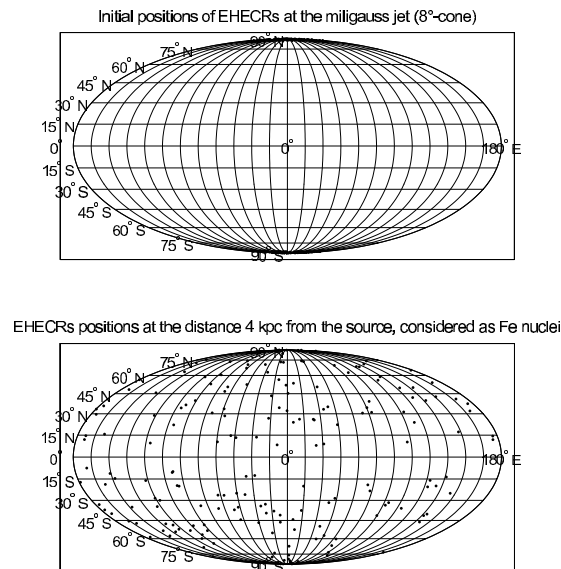 Initial positions of EHECRs at the miligauss jet (8°-cone)
90° N
75° N
60° N
45° N
30° N
15° N
0°
0°
180° E
15° S
30° S
45° S
60° S
75° S
90° S
EHECRs positions at the distance 4 kpc from the source, considered as Fe nuclei
90° N
75° N
60° N
45° N
30° N
15° N
0°
0°
180° E
15° S
30° S
45° S
60° S
75° S
90° S